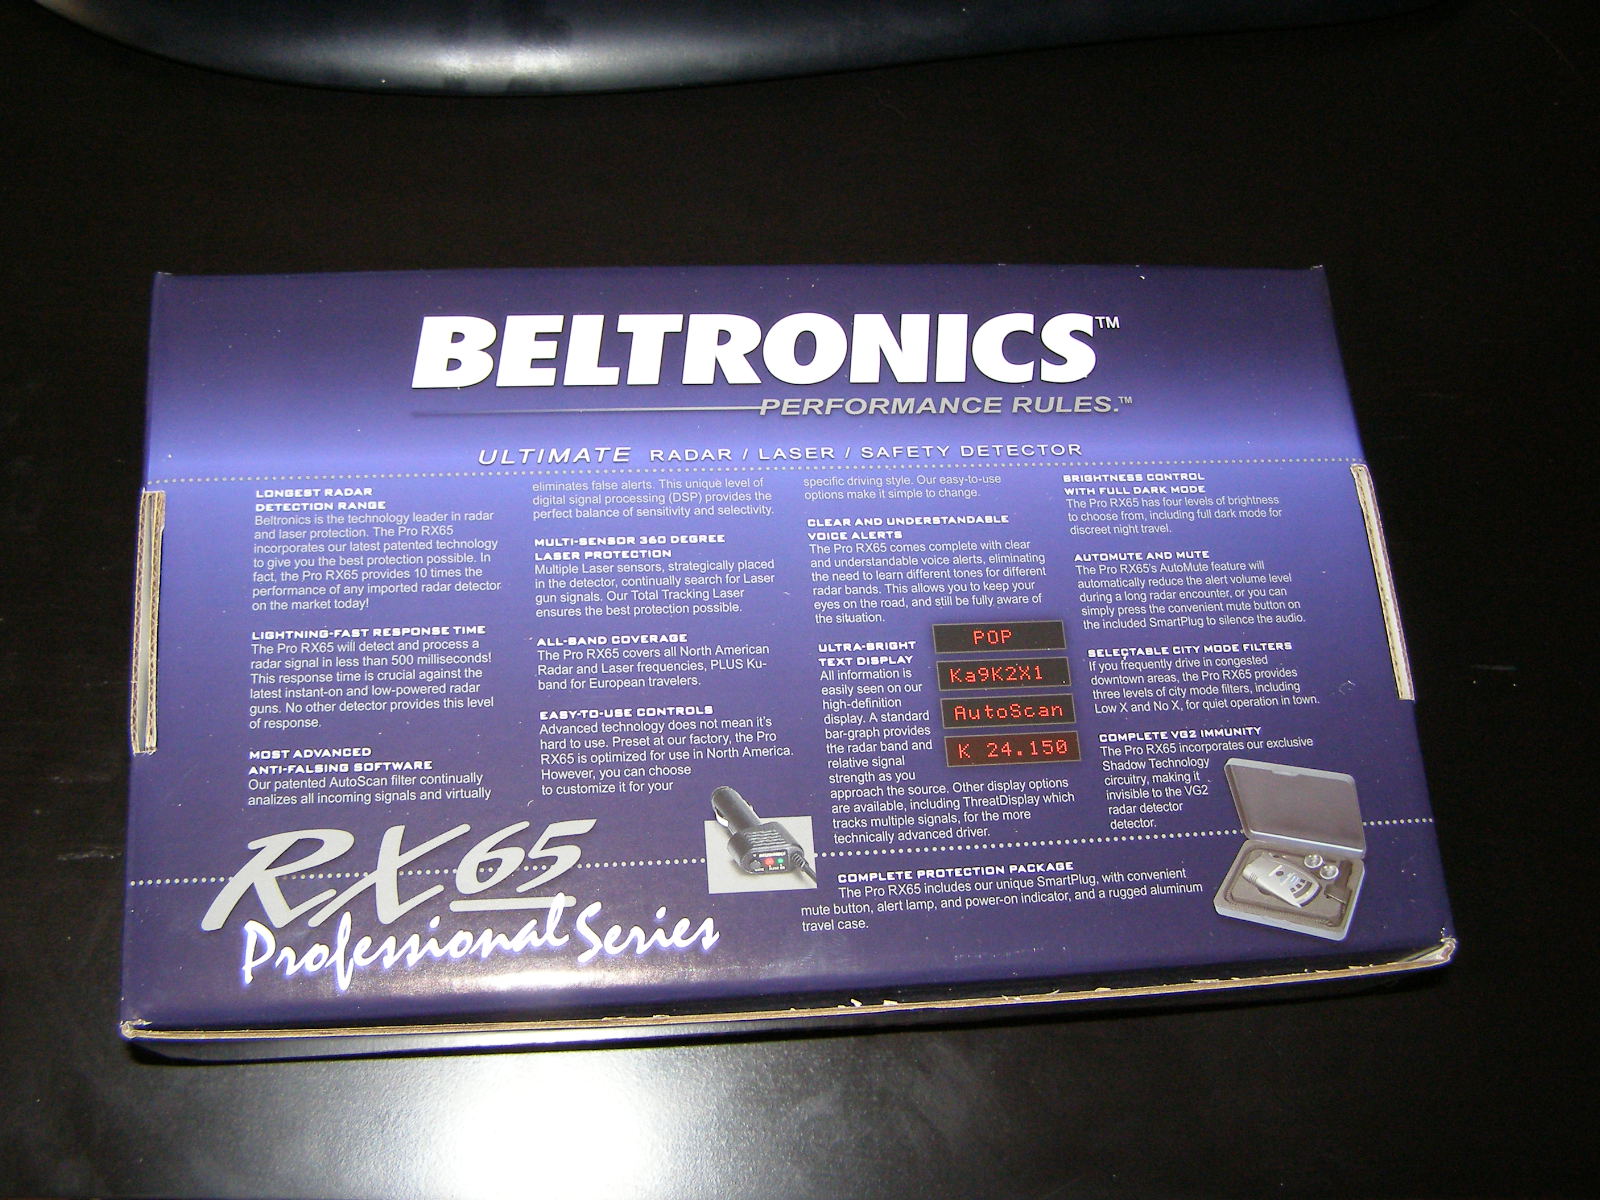 BELTRONICS™
PERFORMANCE RULES.™
ULTIMATE RADAR / LASER / SAFETY DETECTOR
LONGEST RADAR
DETECTION RANGE
Beltronics is the technology leader in radar
and laser protection. The Pro RX65
incorporates our latest patented technology
to give you the best protection possible. In
fact, the Pro RX65 provides 10 times the
performance of any imported radar detector
on the market today!
LIGHTNING-FAST RESPONSE TIME
The Pro RX65 will detect and process a
radar signal in less than 500 milliseconds!
This response time is crucial against the
latest instant-on and low-powered radar
guns. No other detector provides this level
of response.
MOST ADVANCED
ANTI-FALSING SOFTWARE
Our patented AutoScan filter continually
analizes all incoming signals and virtually
eliminates false alerts. This unique level of
digital signal processing (DSP) provides the
perfect balance of sensitivity and selectivity.
MULTI-SENSOR 360 DEGREE
LASER PROTECTION
Multiple Laser sensors, strategically placed
in the detector, continually search for Laser
gun signals. Our Total Tracking Laser
ensures the best protection possible.
ALL-BAND COVERAGE
The Pro RX65 covers all North American
Radar and Laser frequencies, PLUS Ku-
band for European travelers.
EASY-TO-USE CONTROLS
Advanced technology does not mean it's
hard to use. Preset at our factory, the Pro
RX65 is optimized for use in North America.
However, you can choose
to customize it for your
specific driving style. Our easy-to-use
options make it simple to change.
CLEAR AND UNDERSTANDABLE
VOICE ALERTS
The Pro RX65 comes complete with clear
and understandable voice alerts, eliminating
the need to learn different tones for different
radar bands. This allows you to keep your
eyes on the road, and still be fully aware of
the situation.
ULTRA-BRIGHT
TEXT DISPLAY
All information is
easily seen on our
high-definition
display. A standard
bar-graph provides
the radar band and
relative signal
strength as you
approach the source. Other display options
are available, including ThreatDisplay which
tracks multiple signals, for the more
technically advanced driver.
POP
Ka9K2X1
AutoScan
K 24.150
BRIGHTNESS CONTROL
WITH FULL DARK MODE
The Pro RX65 has four levels of brightness
to choose from, including full dark mode for
discreet night travel.
AUTOMUTE AND MUTE
The Pro RX65's AutoMute feature will
automatically reduce the alert volume level
during a long radar encounter, or you can
simply press the convenient mute button on
the included SmartPlug to silence the audio.
SELECTABLE CITY MODE FILTERS
If you frequently drive in congested
downtown areas, the Pro RX65 provides
three levels of city mode filters, including
Low X and No X, for quiet operation in town.
COMPLETE VG2 IMMUNITY
The Pro RX65 incorporates our exclusive
Shadow Technology
circuitry, making it
invisible to the VG2
radar detector
detector.
RX65
Professional Series
COMPLETE PROTECTION PACKAGE
The Pro RX65 includes our unique SmartPlug, with convenient
mute button, alert lamp, and power-on indicator, and a rugged aluminum
travel case.